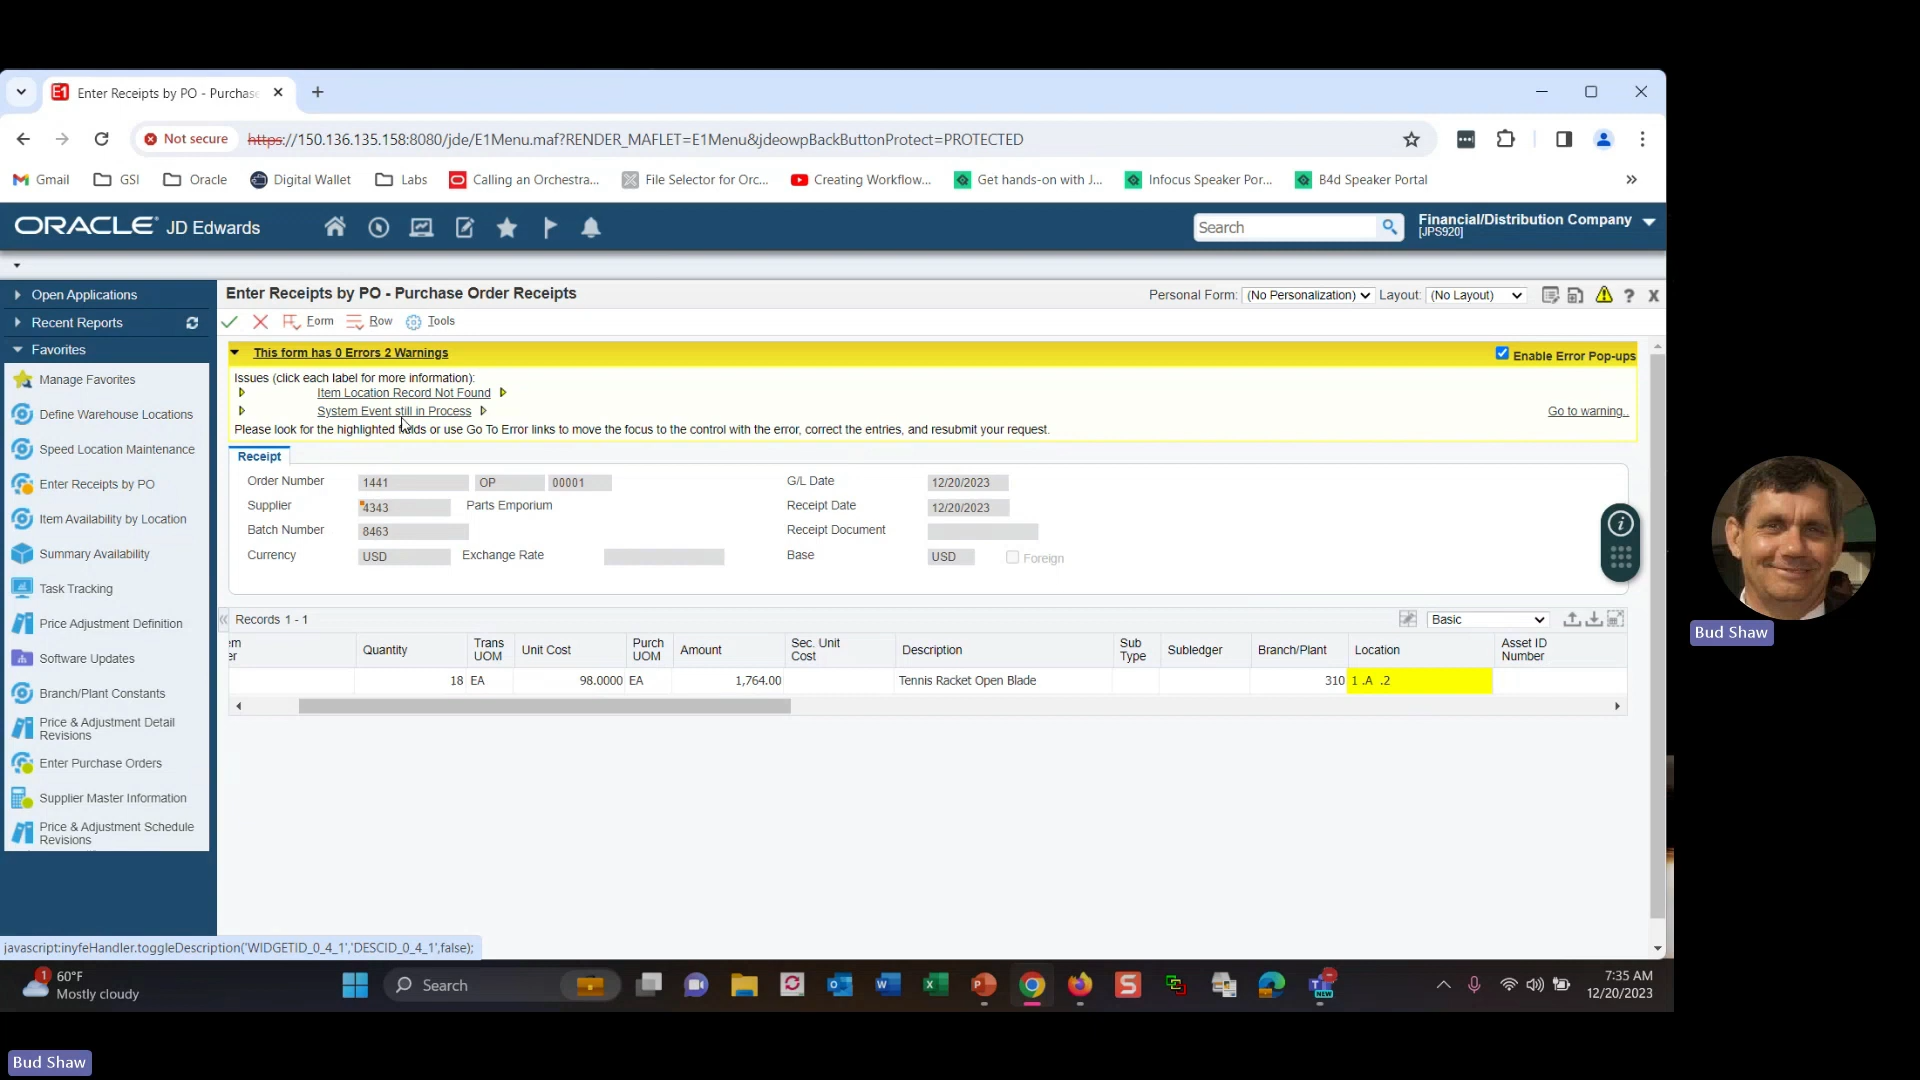 Enter Receipts by PO - Purchase
Not secure https://150.136.135.158:8080/jde/E1Menu.maf?RENDER_MAFLET=E1Menu&jdeowpBackButtonProtect=PROTECTED
Gmail GSI Oracle Digital Wallet Labs Calling an Orchestra... File Selector for Orc... Creating Workflow... Get hands-on with J... Infocus Speaker Por... B4d Speaker Portal »
ORACLE JD Edwards Search Financial/Distribution Company
[JPS920]
Open Applications
Recent Reports
Favorites
Manage Favorites
Define Warehouse Locations
Speed Location Maintenance
Enter Receipts by PO
Item Availability by Location
Summary Availability
Task Tracking
Price Adjustment Definition
Software Updates
Branch/Plant Constants
Price & Adjustment Detail
Revisions
Enter Purchase Orders
Supplier Master Information
Price & Adjustment Schedule
Revisions
Enter Receipts by PO - Purchase Order Receipts Personal Form: (No Personalization) Layout: (No Layout)
Form Row Tools
This form has 0 Errors 2 Warnings Enable Error Pop-ups
Issues (click each label for more information):
Item Location Record Not Found
System Event still in Process Go to warning..
Please look for the highlighted fields or use Go To Error links to move the focus to the control with the error, correct the entries, and resubmit your request.
Receipt
Order Number 1441 OP 00001 G/L Date 12/20/2023
Supplier 4343 Parts Emporium Receipt Date 12/20/2023
Batch Number 8463 Receipt Document
Currency USD Exchange Rate Base USD Foreign
Records 1 - 1 Basic
em
er
Quantity
Trans
UOM
Unit Cost
Purch
UOM
Amount
Sec. Unit
Cost
Description
Sub
Type
Subledger
Branch/Plant
Location
Asset ID
Number
18 EA 98.0000 EA 1,764.00 Tennis Racket Open Blade 310 1 .A .2
javascript:inyfeHandler.toggleDescription('WIDGETID_0_4_1','DESCID_0_4_1',false);
1
60°F
Mostly cloudy
Search
NEW
7:35 AM
12/20/2023
Bud Shaw
Bud Shaw